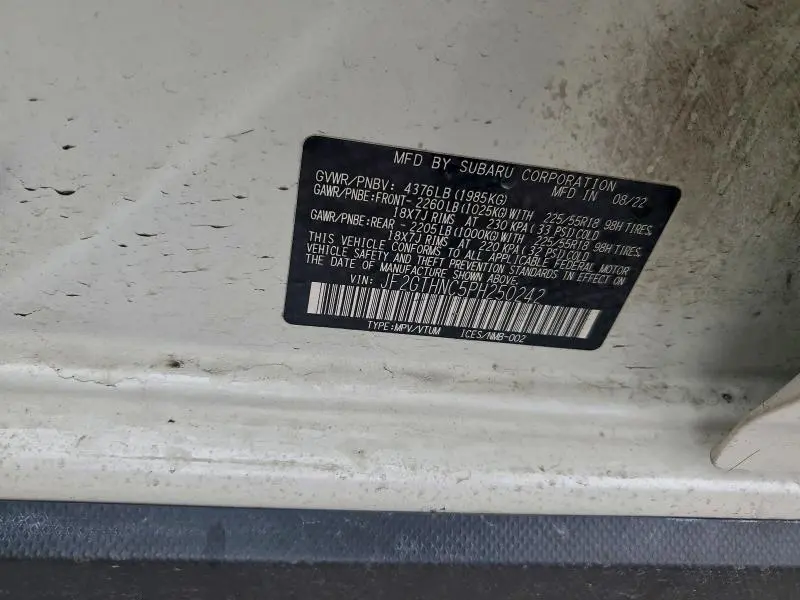 MFD BY SUBARU CORPORATION
MFD IN 08/22
GVWR/PNBV: 4376LB(1985KG)
GAWR/PNBE:FRONT-2260LB(1025KG)WITH 225/55R18 98H TIRES,
18X7J RIMS AT 230 KPA(33 PSI)COLD
GAWR/PNBE:REAR -2205LB(1000KG)WITH 225/55R18 98H TIRES,
18X7J RIMS AT 220 KPA(32 PSI)COLD
THIS VEHICLE CONFORMS TO ALL APPLICABLE FEDERAL MOTOR
VEHICLE SAFETY AND THEFT PREVENTION STANDARDS IN EFFECT ON
THE DATE OF MANUFACTURE SHOWN ABOVE.
VIN: JF2GTHNC5PH250242
TYPE:MPV/VTUM ICES/NMB-002